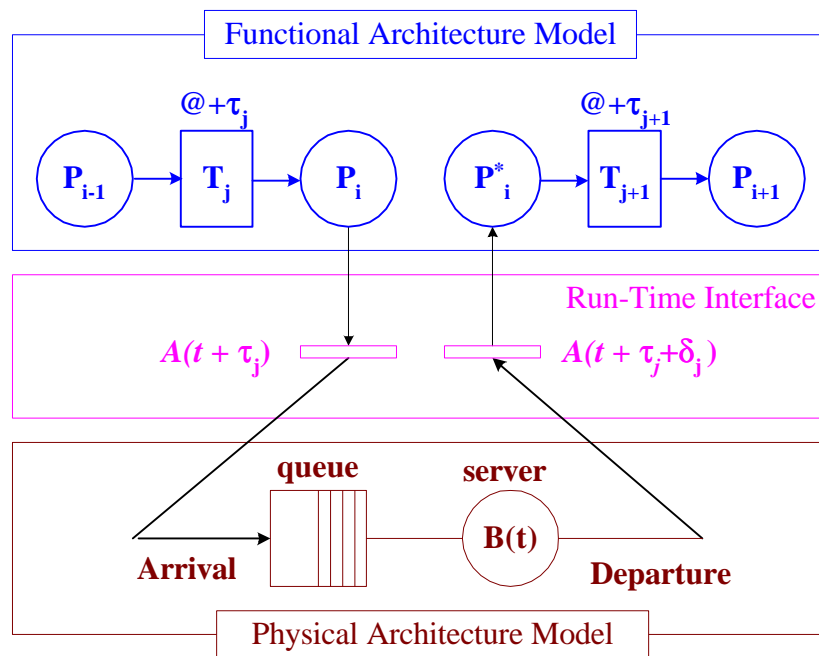 Functional Architecture Model
@+τj @+τj+1
Pi-1 Tj Pi P*i Tj+1 Pi+1
Run-Time Interface
A(t + τj) A(t + τj+δj)
queue server
B(t)
Arrival Departure
Physical Architecture Model